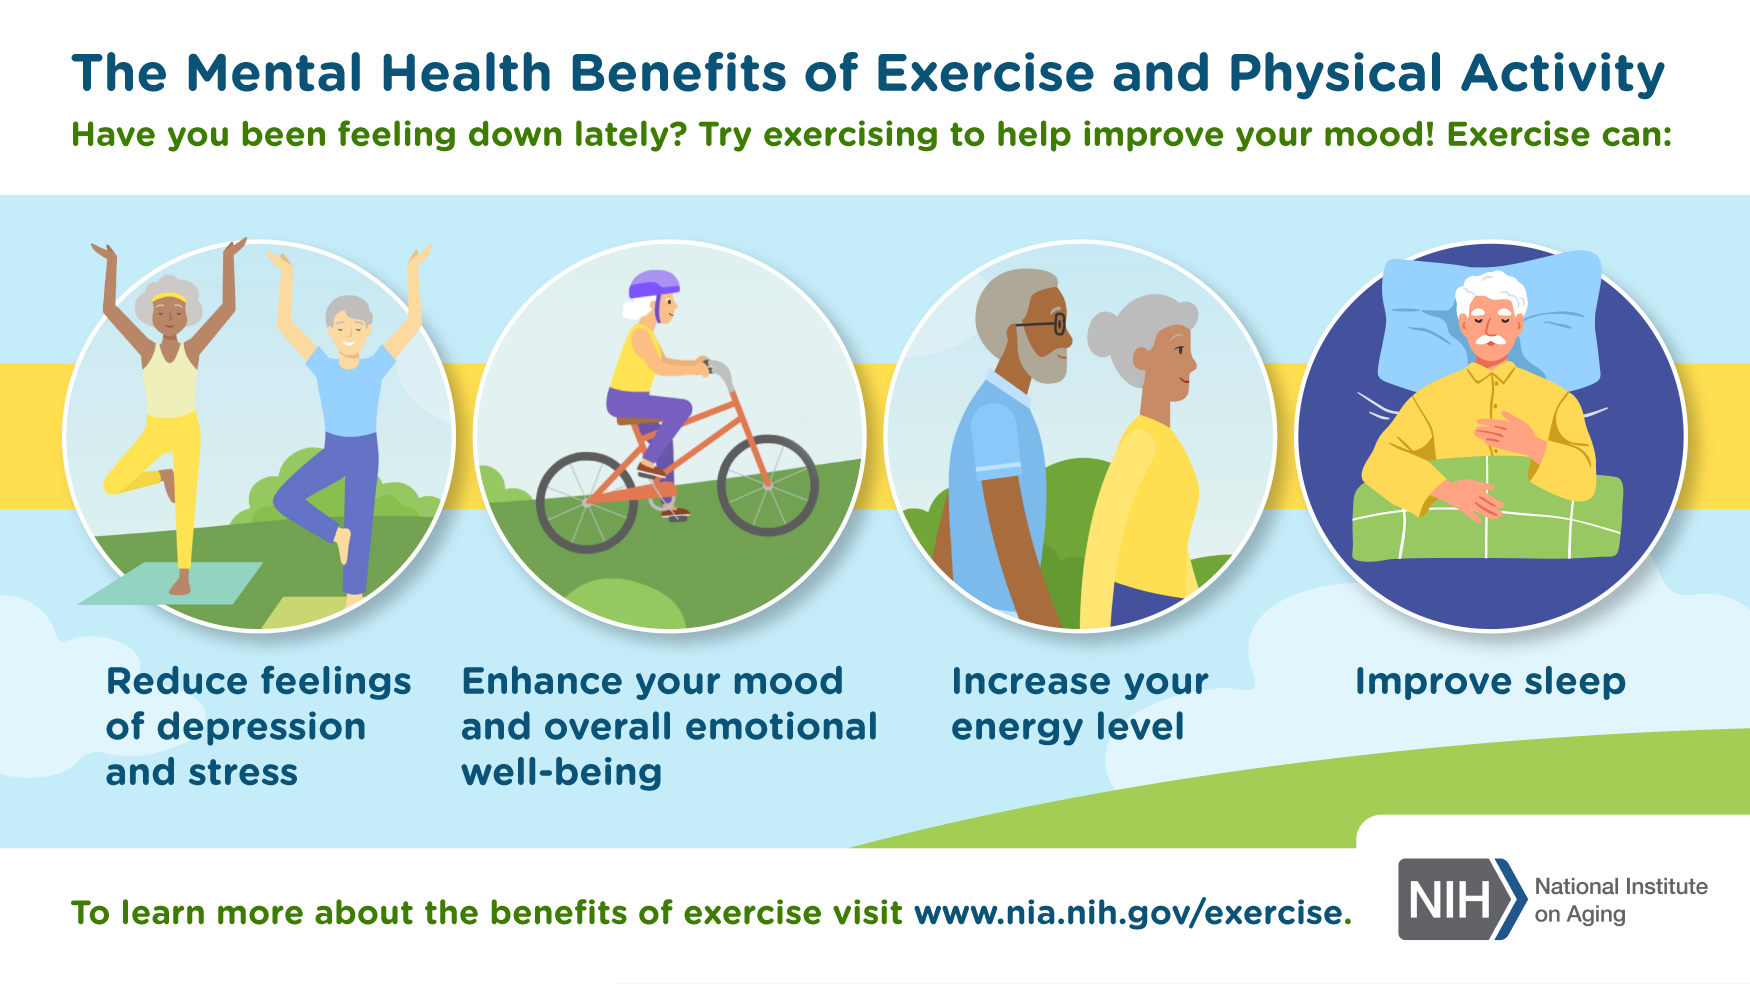 The Mental Health Benefits of Exercise and Physical Activity
Have you been feeling down lately? Try exercising to help improve your mood! Exercise can:
Reduce feelings
of depression
and stress
Enhance your mood
and overall emotional
well-being
Increase your
energy level
Improve sleep
To learn more about the benefits of exercise visit www.nia.nih.gov/exercise.
NIH
National Institute
on Aging